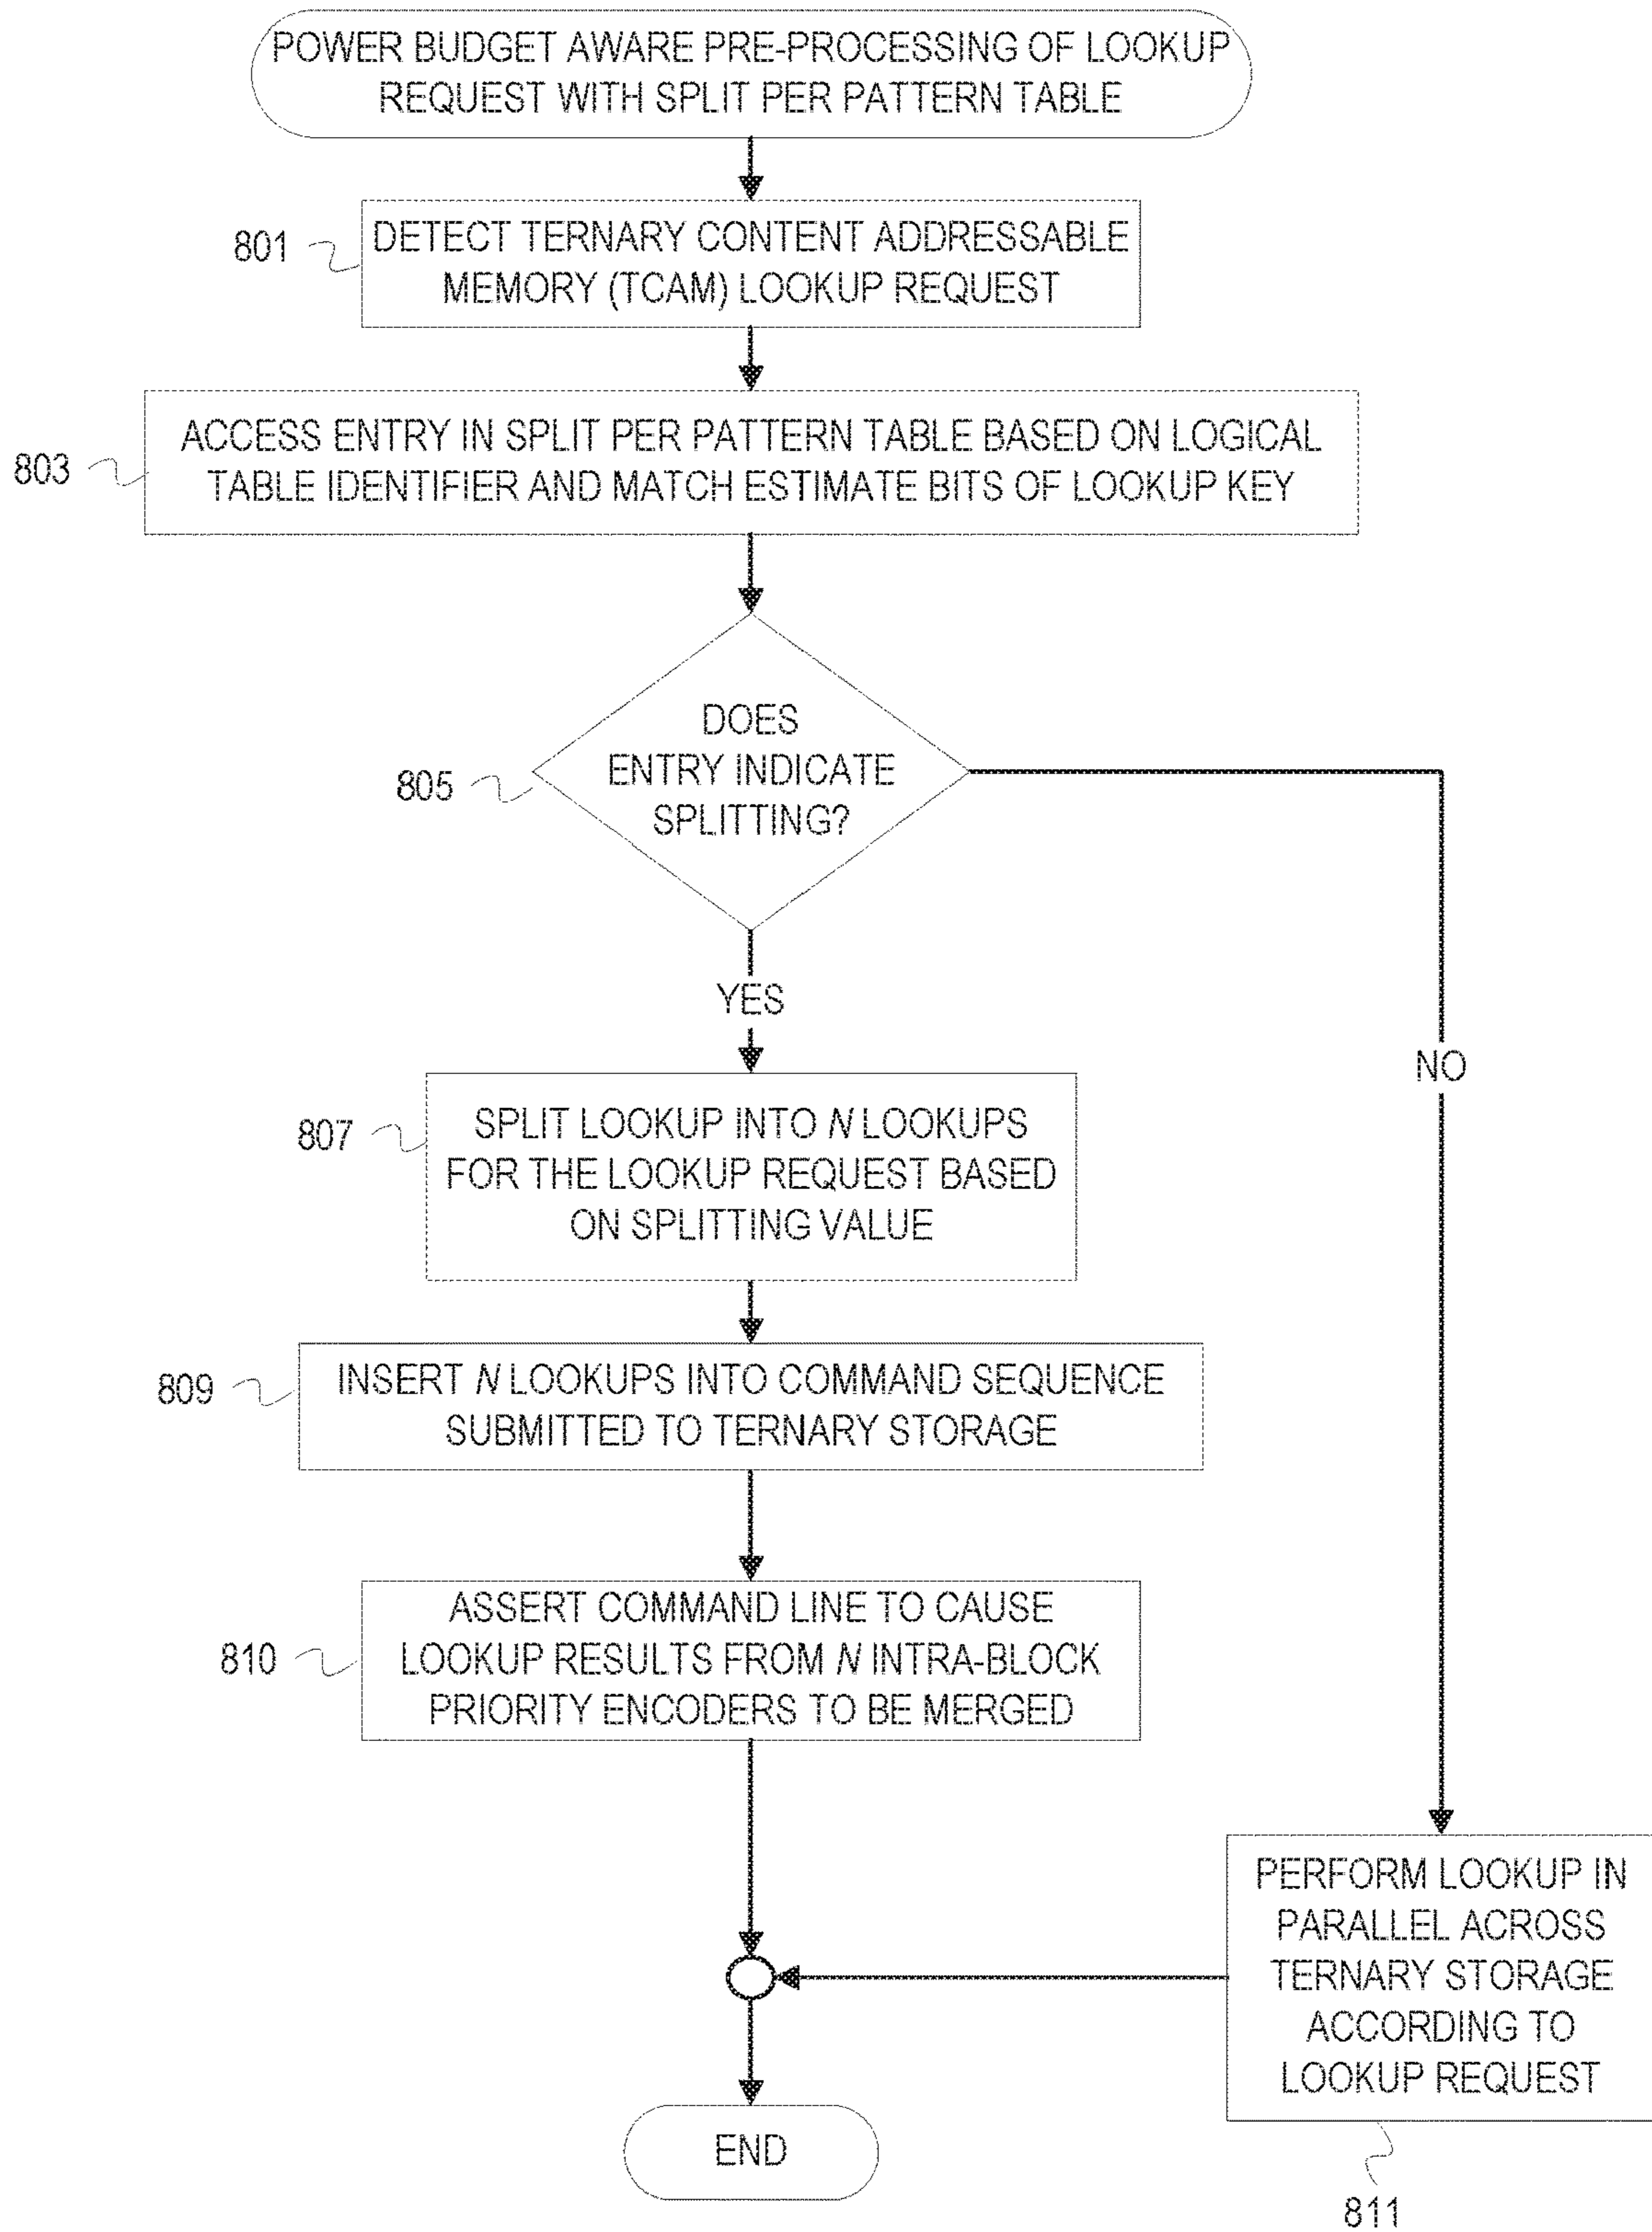 POWER BUDGET AWARE PRE-PROCESSING OF LOOKUP
REQUEST WITH SPLIT PER PATTERN TABLE
801
DETECT TERNARY CONTENT ADDRESSABLE
MEMORY (TCAM) LOOKUP REQUEST
803
ACCESS ENTRY IN SPLIT PER PATTERN TABLE BASED ON LOGICAL
TABLE IDENTIFIER AND MATCH ESTIMATE BITS OF LOOKUP KEY
805
DOES
ENTRY INDICATE
SPLITTING?
YES
NO
807
SPLIT LOOKUP INTO N LOOKUPS
FOR THE LOOKUP REQUEST BASED
ON SPLITTING VALUE
809
INSERT N LOOKUPS INTO COMMAND SEQUENCE
SUBMITTED TO TERNARY STORAGE
810
ASSERT COMMAND LINE TO CAUSE
LOOKUP RESULTS FROM N INTRA-BLOCK
PRIORITY ENCODERS TO BE MERGED
PERFORM LOOKUP IN
PARALLEL ACROSS
TERNARY STORAGE
ACCORDING TO
LOOKUP REQUEST
811
END